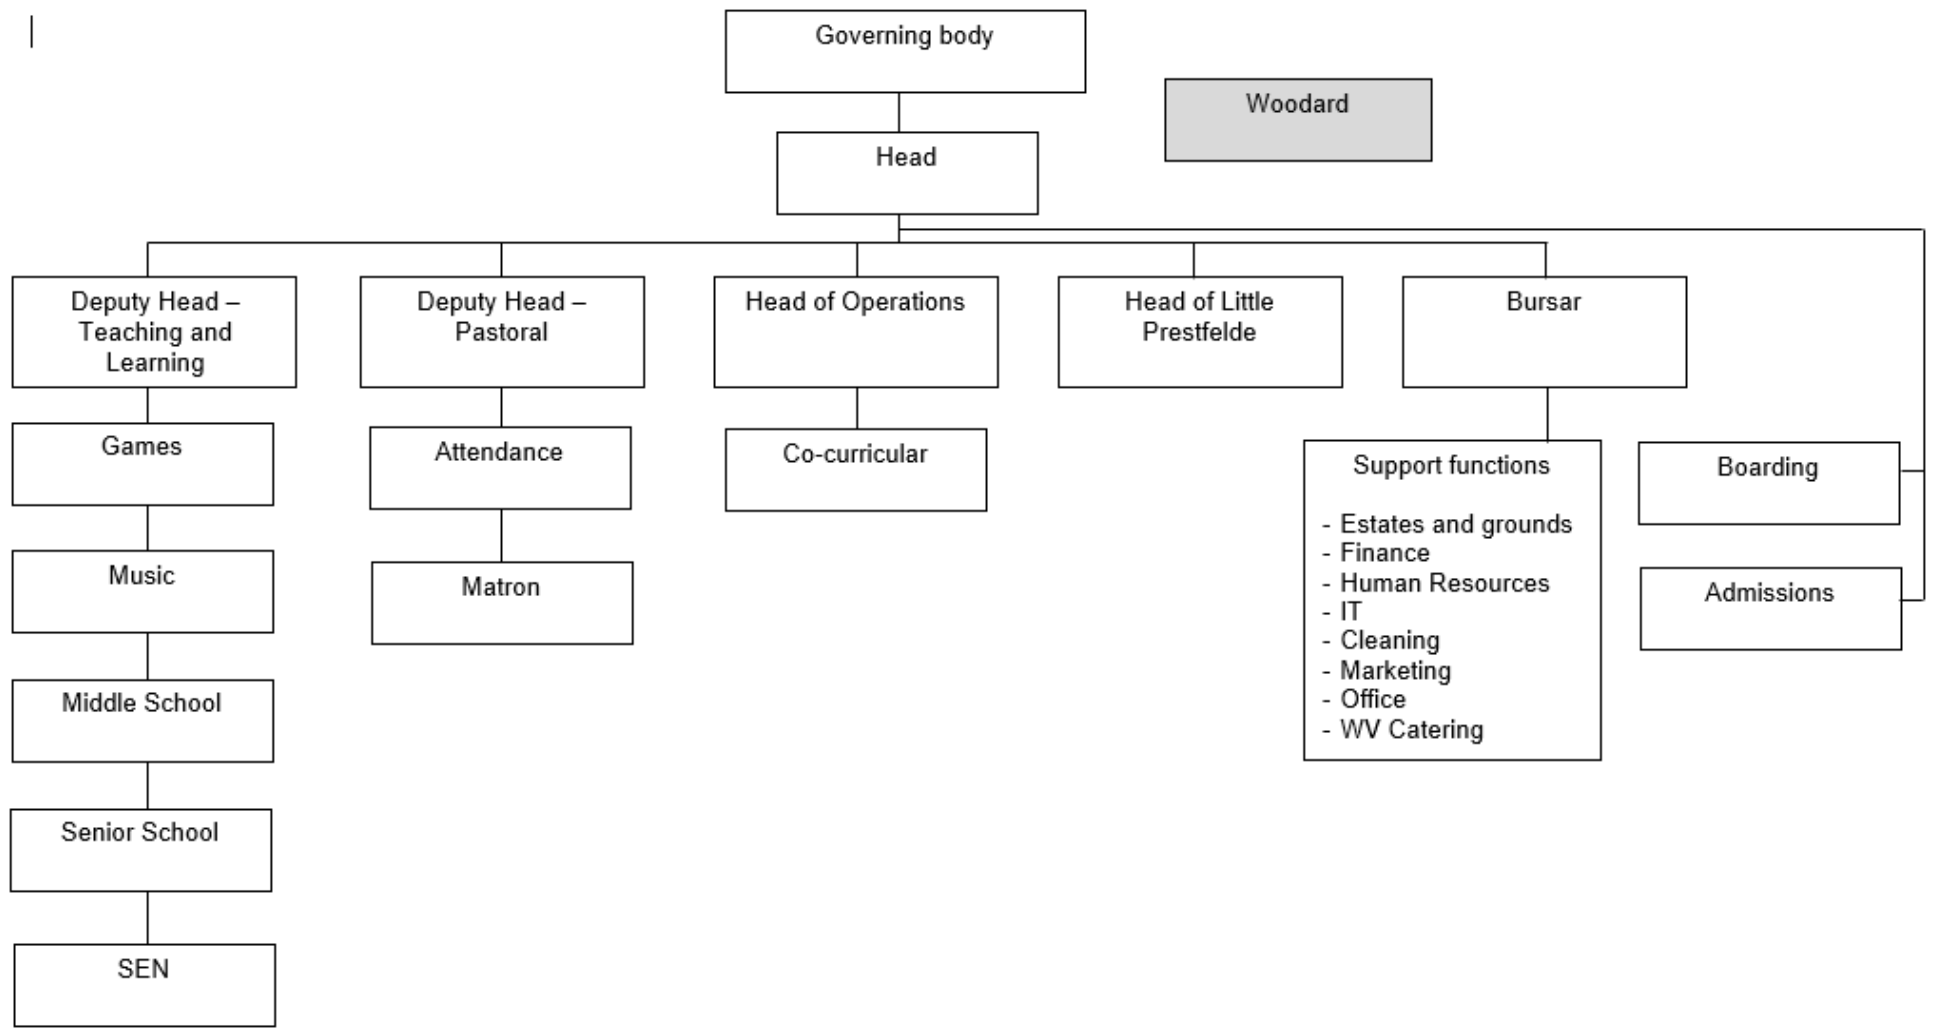 Governing body
Woodard
Head
Deputy Head –
Teaching and
Learning
Deputy Head –
Pastoral
Head of Operations
Head of Little
Prestfelde
Bursar
Games
Music
Middle School
Senior School
SEN
Attendance
Matron
Co-curricular
Support functions
- Estates and grounds
- Finance
- Human Resources
- IT
- Cleaning
- Marketing
- Office
- WV Catering
Boarding
Admissions